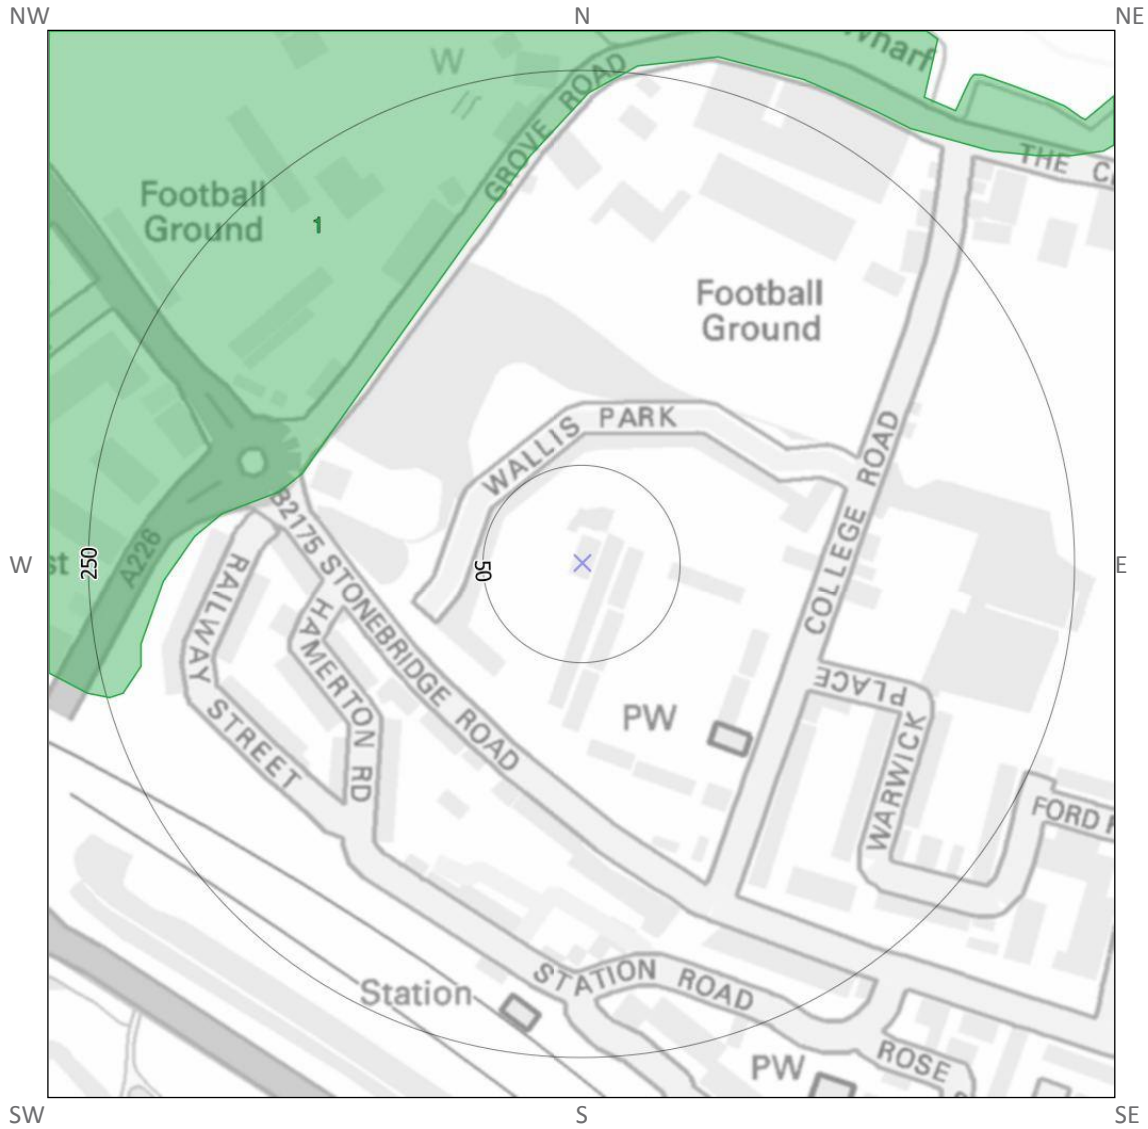 NW
N
NE
W
Wharf
GROVE ROAD
THE
Football
Ground
1
Football
Ground
WALLIS PARK
COLLEGE ROAD
W
st
250
A226
B2175 STONEBRIDGE ROAD
50
E
RAILWAY STREET
HAMERTON RD
PW
WARWICK PLACE
FORD
STATION ROAD
Station
ROSE
PW
SW
S
SE